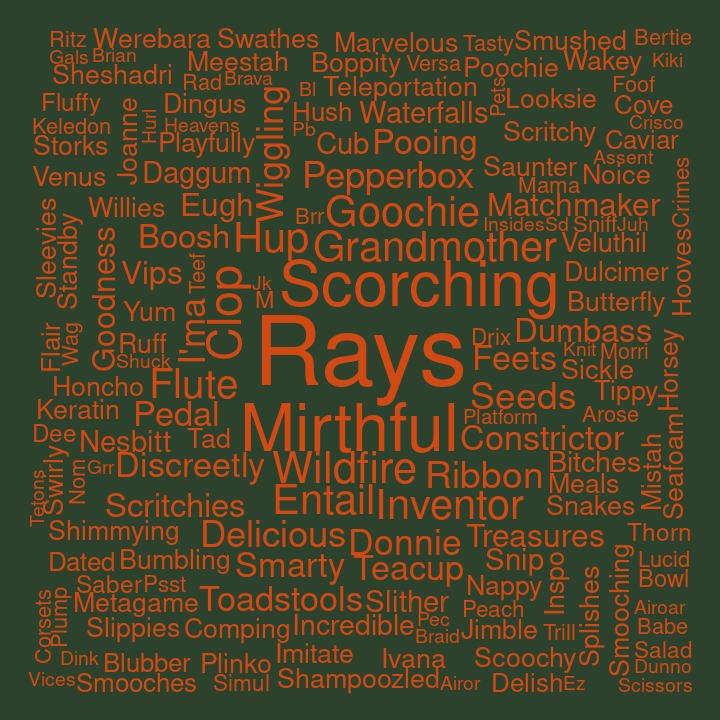 Ritz Werebara Swathes Marvelous Tasty Smushed Bertie
Gals Brian Meestah Boppity Versa Poochie Wakey Kiki
Sheshadri Rad Brava Bl Teleportation Pets Looksie Foof
Fluffy Joanne Hurl Dingus Wiggling Hush Waterfalls Cove
Keledon Heavens Pb Scritchy Crisco
Storks Playfully Cub Pooing Caviar
Venus Daggum Pepperbox Saunter Assent Noice Crimes
Willies Eugh Brr Goochie Mama Matchmaker
Sleevies Standby Boosh Hup Grandmother Insides Sd Sniff Juh Veluthil Hooves
Goodness Vips Teef Clop Jk Scorching Dulcimer
Yum I'ma M Butterfly
Flair Wag Ruff Rays Drix Dumbass Horsey
Shuck Feets Knit Morri
Honcho Flute Seeds Sickle Tippy
Keratin Pedal Mirthful Platform Arose
Dee Nesbitt Tad Constrictor Mistah Seafoam
Swirly Nom Grr Discreetly Wildfire Ribbon Bitches
Tetons Scritchies Entail Inventor Meals Snakes
Shimmying Delicious Donnie Treasures Thorn
Dated Bumbling Smarty Teacup Snip Inspo Lucid
Saber Psst Nappy Splishes Smooching Bowl
Corsets Plump Metagame Toadstools Slither Peach Airoar
Slippies Comping Incredible Pec Braid Jimble Trill Babe
Dink Blubber Plinko Imitate Ivana Scoochy Salad Dunno
Vices Smooches Simul Shampoozled Airor Delish Ez Scissors